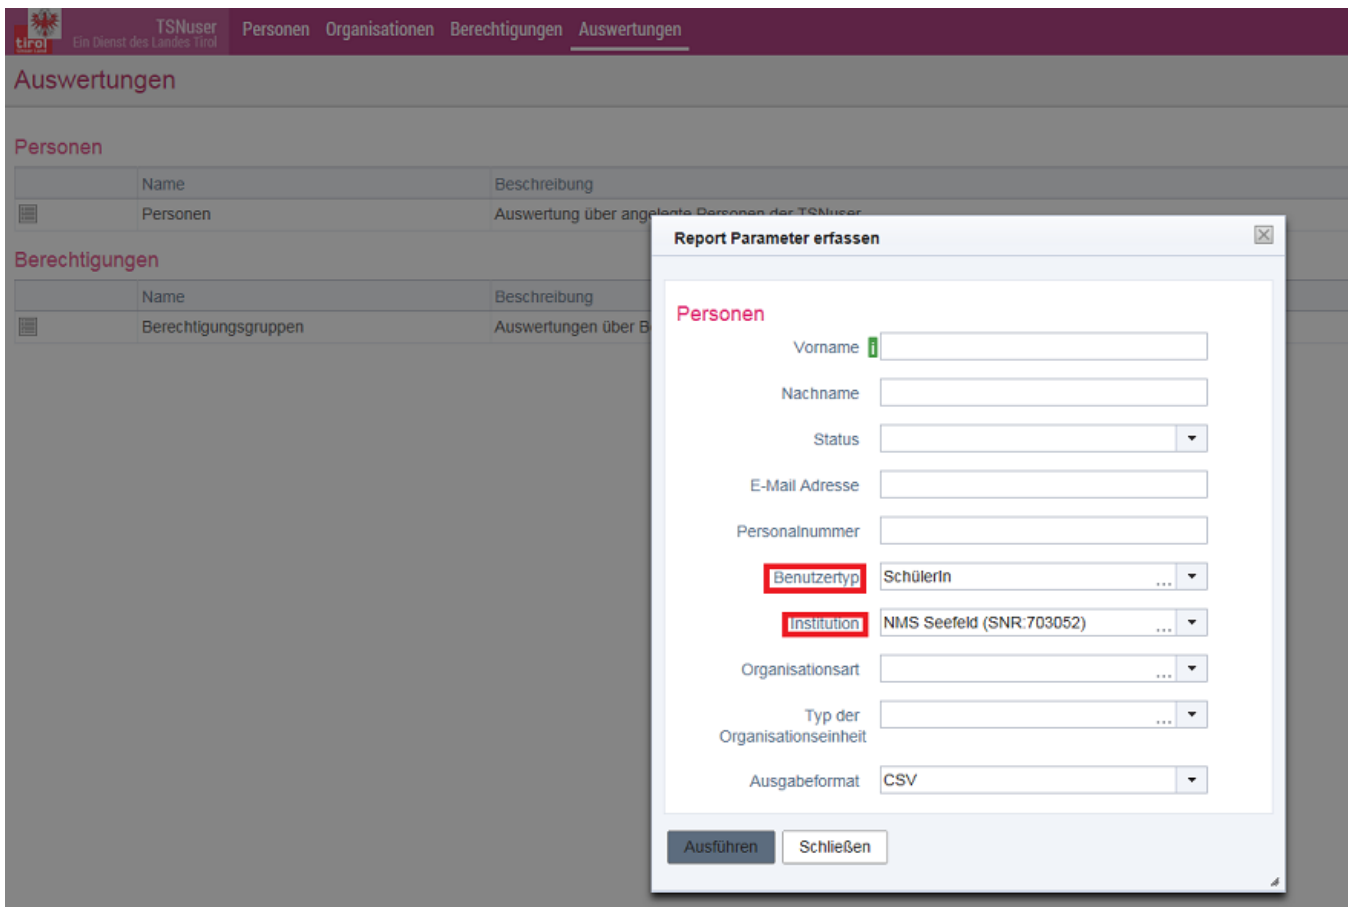 TSNuser
Ein Dienst des Landes Tirol
tirol
Personen Organisationen Berechtigungen Auswertungen
Auswertungen
Personen
Name Beschreibung
Personen Auswertung über angelegte Personen der TSNuser
Berechtigungen
Name Beschreibung
Berechtigungsgruppen Auswertungen über B
Report Parameter erfassen
Personen
Vorname i
Nachname
Status
E-Mail Adresse
Personalnummer
Benutzertyp SchülerIn ...
Institution NMS Seefeld (SNR:703052) ...
Organisationsart ...
Typ der ...
Organisationseinheit
Ausgabeformat CSV
Ausführen Schließen